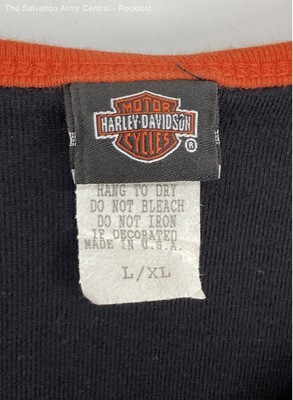 The Salvation Army Central - Rockford
MOTOR
HARLEY-DAVIDSON
CYCLES
®
HANG TO DRY
DO NOT BLEACH
DO NOT IRON
IF DECORATED
MADE IN U.S.A.
L/XL